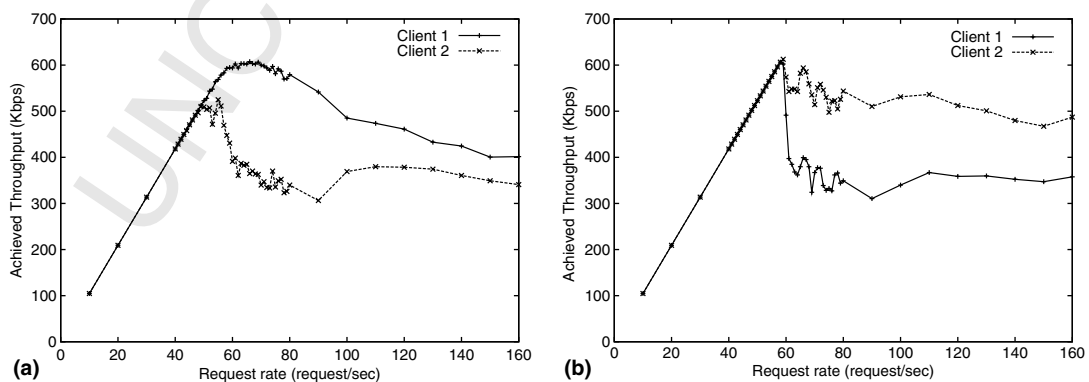 UNC
700
600
500
400
300
200
100
0
Achieved Throughput (Kbps)
Client 1
Client 2
0 20 40 60 80 100 120 140 160
Request rate (request/sec)
(a)
700
600
500
400
300
200
100
0
Achieved Throughput (Kbps)
Client 1
Client 2
0 20 40 60 80 100 120 140 160
Request rate (request/sec)
(b)